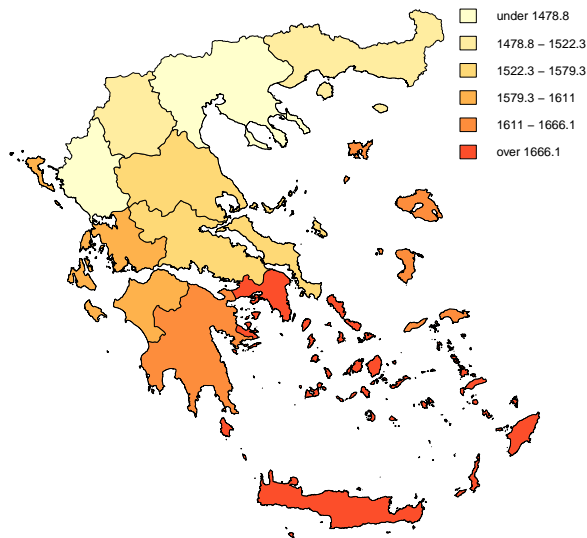 under 1478.8
1478.8 – 1522.3
1522.3 – 1579.3
1579.3 – 1611
1611 – 1666.1
over 1666.1